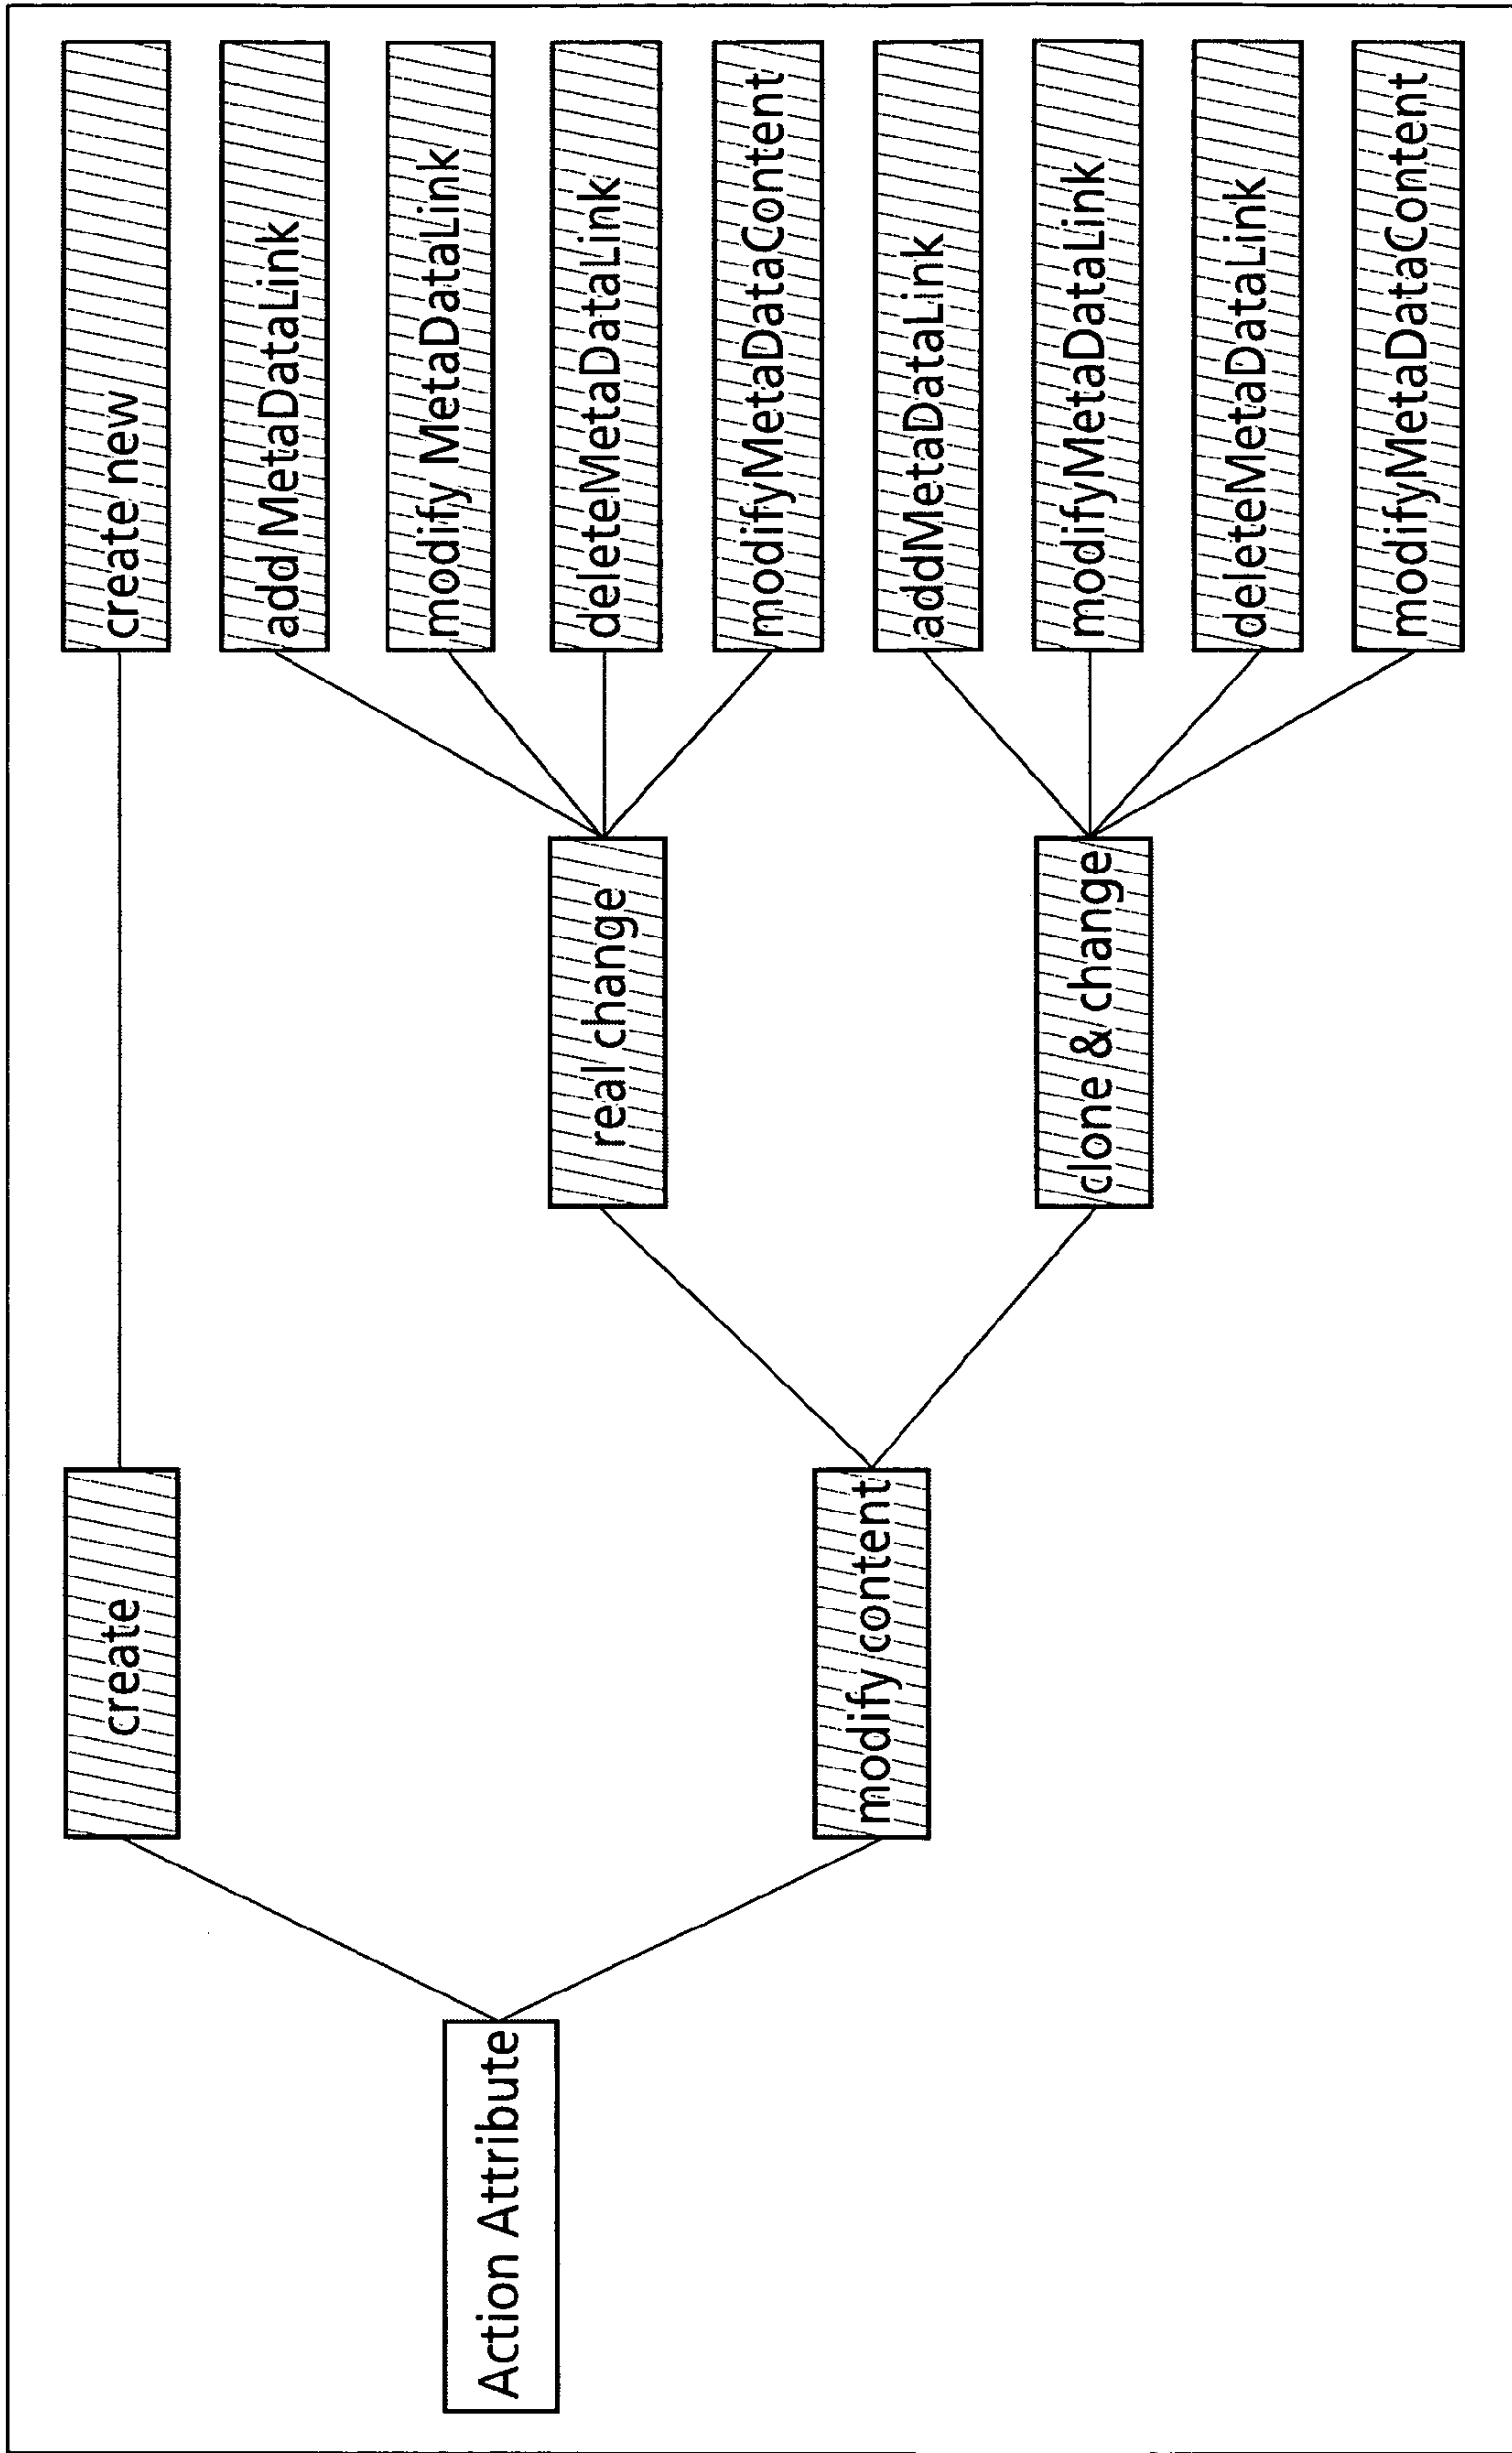 Action Attribute
create
modify content
real change
clone & change
create new
add MetaDataLink
modify MetaDataLink
deleteMetaDataLink
modifyMetaDataContent
addMetaDataLink
modifyMetaDataLink
deleteMetaDataLink
modifyMetaDataContent